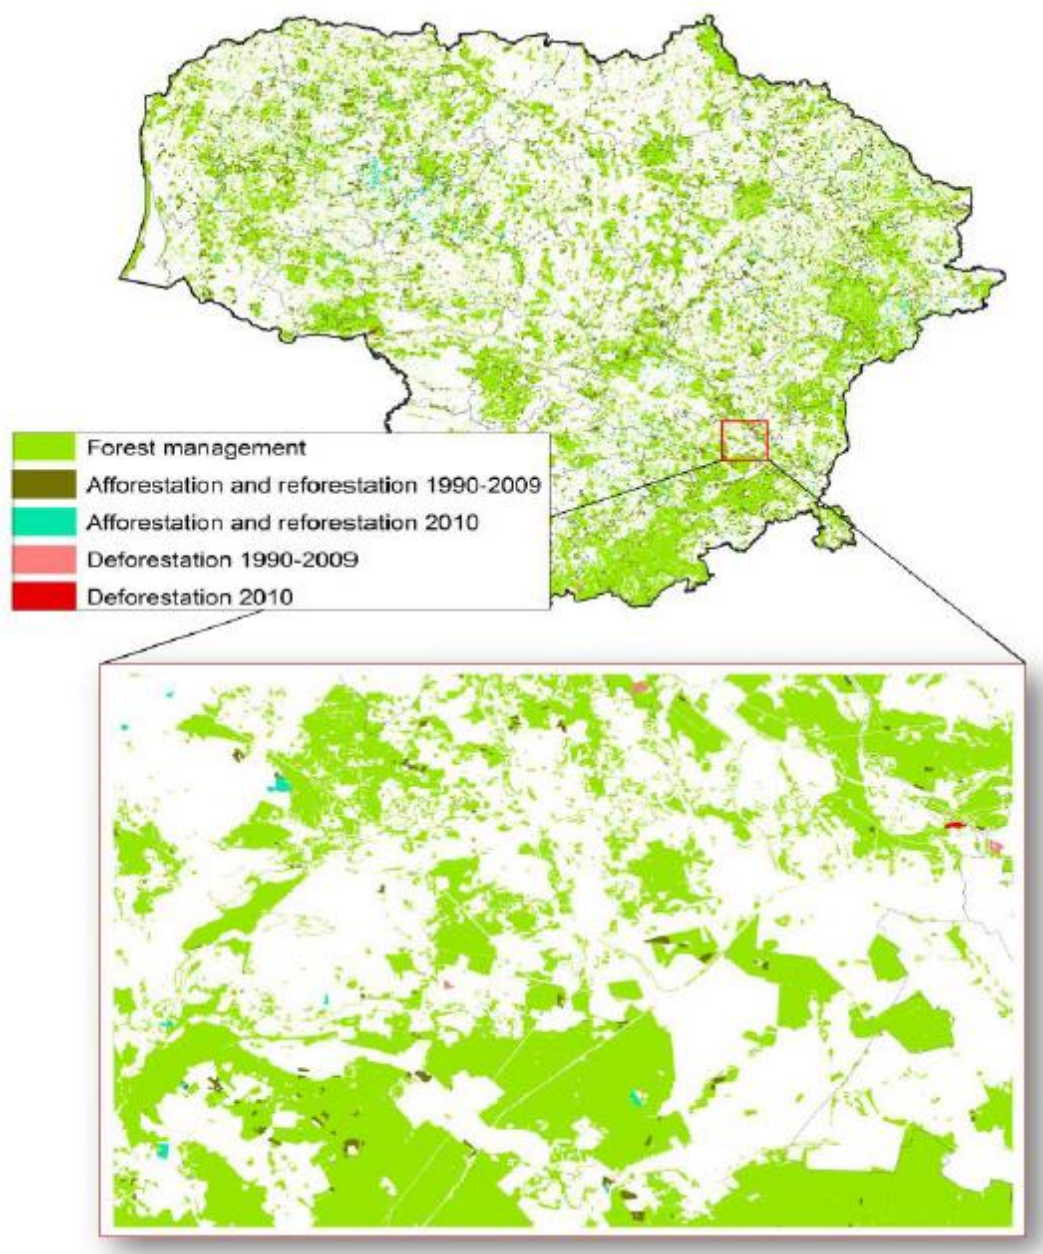 Forest management
Afforestation and reforestation 1990-2009
Afforestation and reforestation 2010
Deforestation 1990-2009
Deforestation 2010